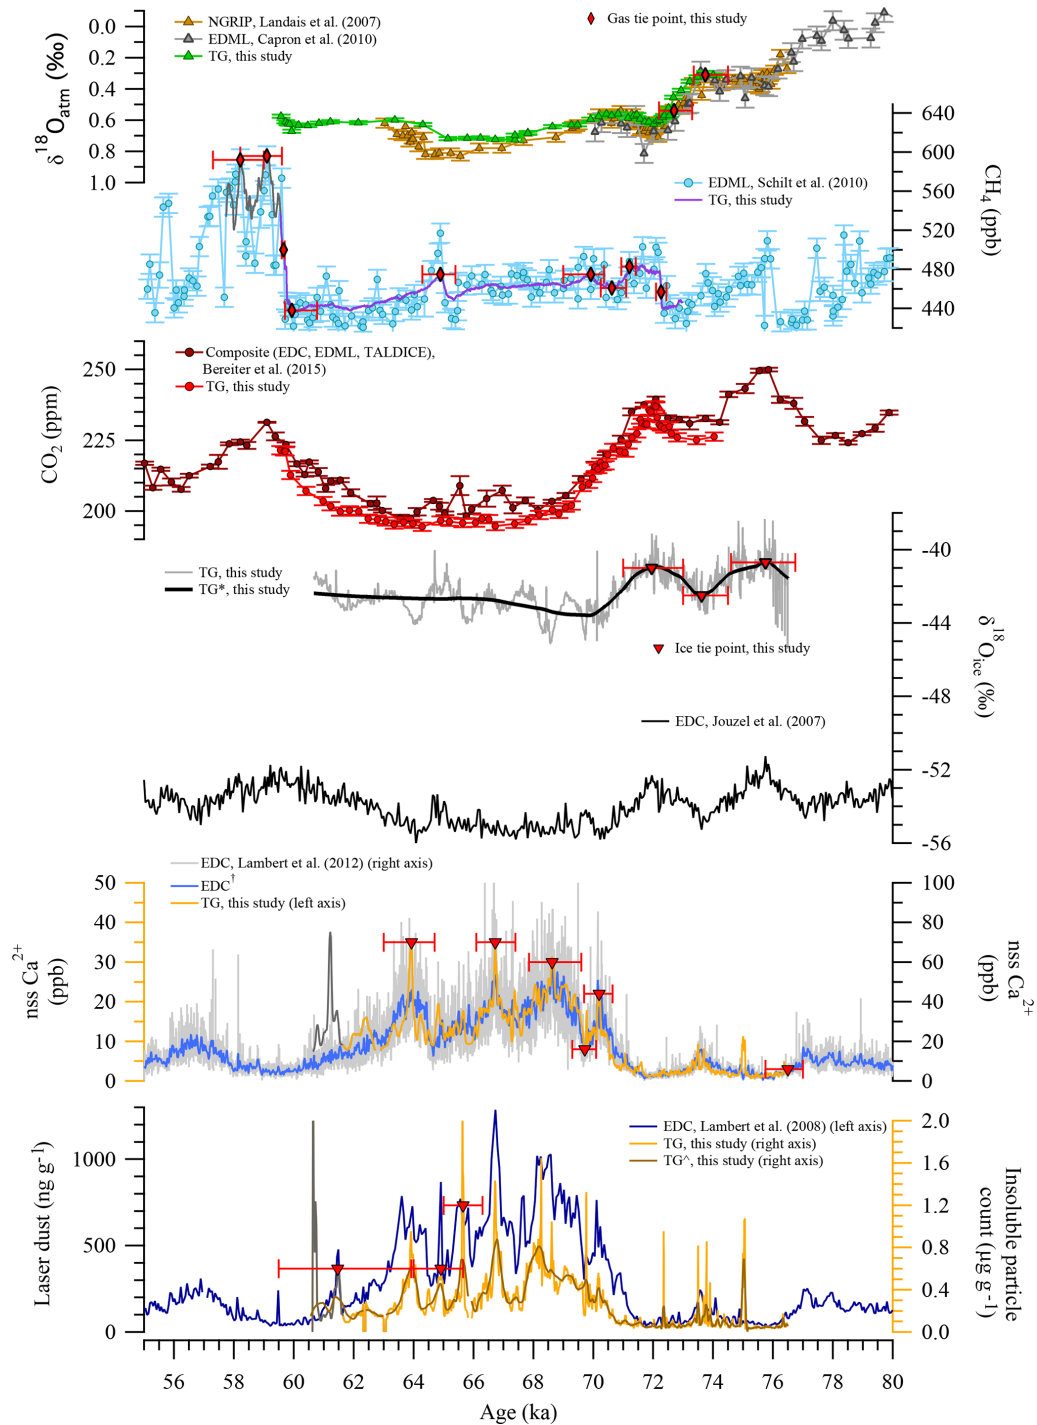 NGRIP, Landais et al. (2007)
EDML, Capron et al. (2010)
TG, this study
Gas tie point, this study
0.0
0.2
0.4
0.6
0.8
1.0
δ18Oatm (‰)
640
600
560
520
480
440
CH4 (ppb)
EDML, Schilt et al. (2010)
TG, this study
Composite (EDC, EDML, TALDICE),
Bereiter et al. (2015)
TG, this study
250
225
200
CO2 (ppm)
TG, this study
TG*, this study
-40
-44
-48
-52
-56
δ18Oice (‰)
Ice tie point, this study
EDC, Jouzel et al. (2007)
EDC, Lambert et al. (2012) (right axis)
EDC†
TG, this study (left axis)
50
40
30
20
10
0
nss Ca2+
(ppb)
100
80
60
40
20
0
nss Ca2+
(ppb)
EDC, Lambert et al. (2008) (left axis)
TG, this study (right axis)
TG^, this study (right axis)
1000
500
0
Laser dust (ng g-1)
2.0
1.6
1.2
0.8
0.4
0.0
Insoluble particle
count (µg g-1)
56 58 60 62 64 66 68 70 72 74 76 78 80
Age (ka)